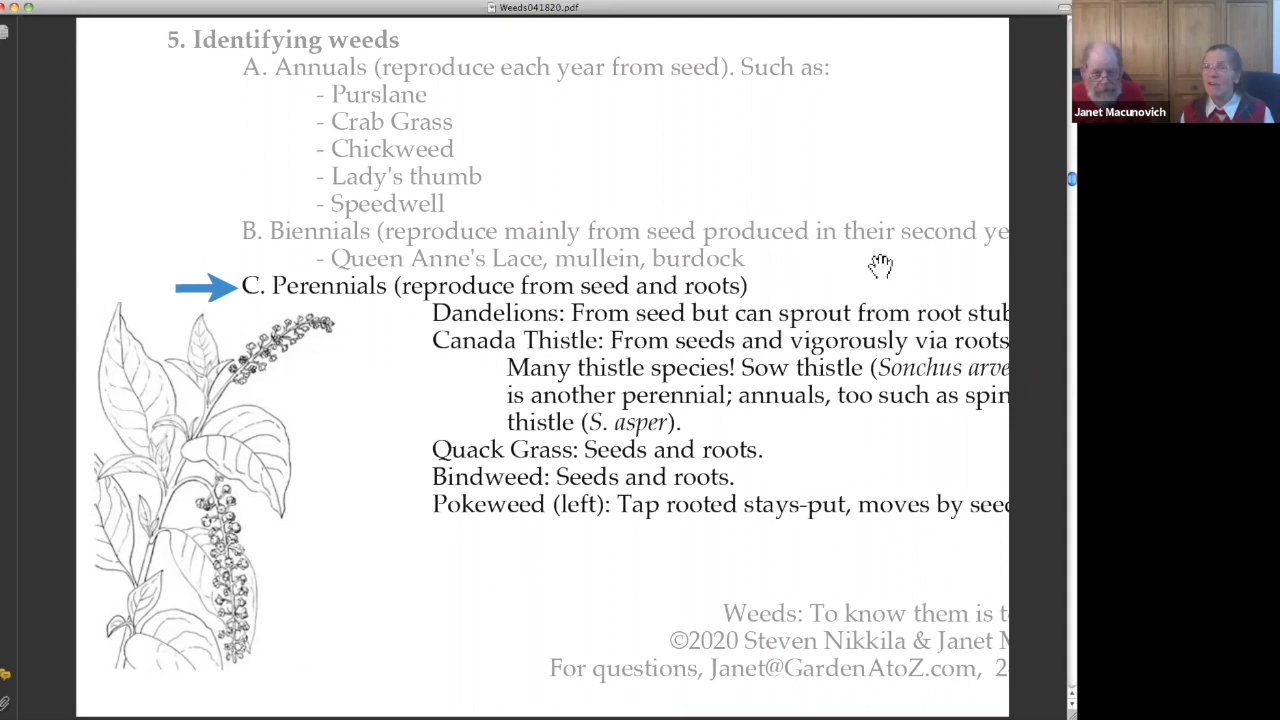 Weeds041820.pdf
5. Identifying weeds
A. Annuals (reproduce each year from seed). Such as:
- Purslane
- Crab Grass
- Chickweed
- Lady's thumb
- Speedwell
B. Biennials (reproduce mainly from seed produced in their second ye
- Queen Anne's Lace, mullein, burdock
C. Perennials (reproduce from seed and roots)
Dandelions: From seed but can sprout from root stub
Canada Thistle: From seeds and vigorously via roots
Many thistle species! Sow thistle (Sonchus arve
is another perennial; annuals, too such as spin
thistle (S. asper).
Quack Grass: Seeds and roots.
Bindweed: Seeds and roots.
Pokeweed (left): Tap rooted stays-put, moves by seed
Weeds: To know them is t
©2020 Steven Nikkila & Janet M
For questions, Janet@GardenAtoZ.com, 2
Janet Macunovich